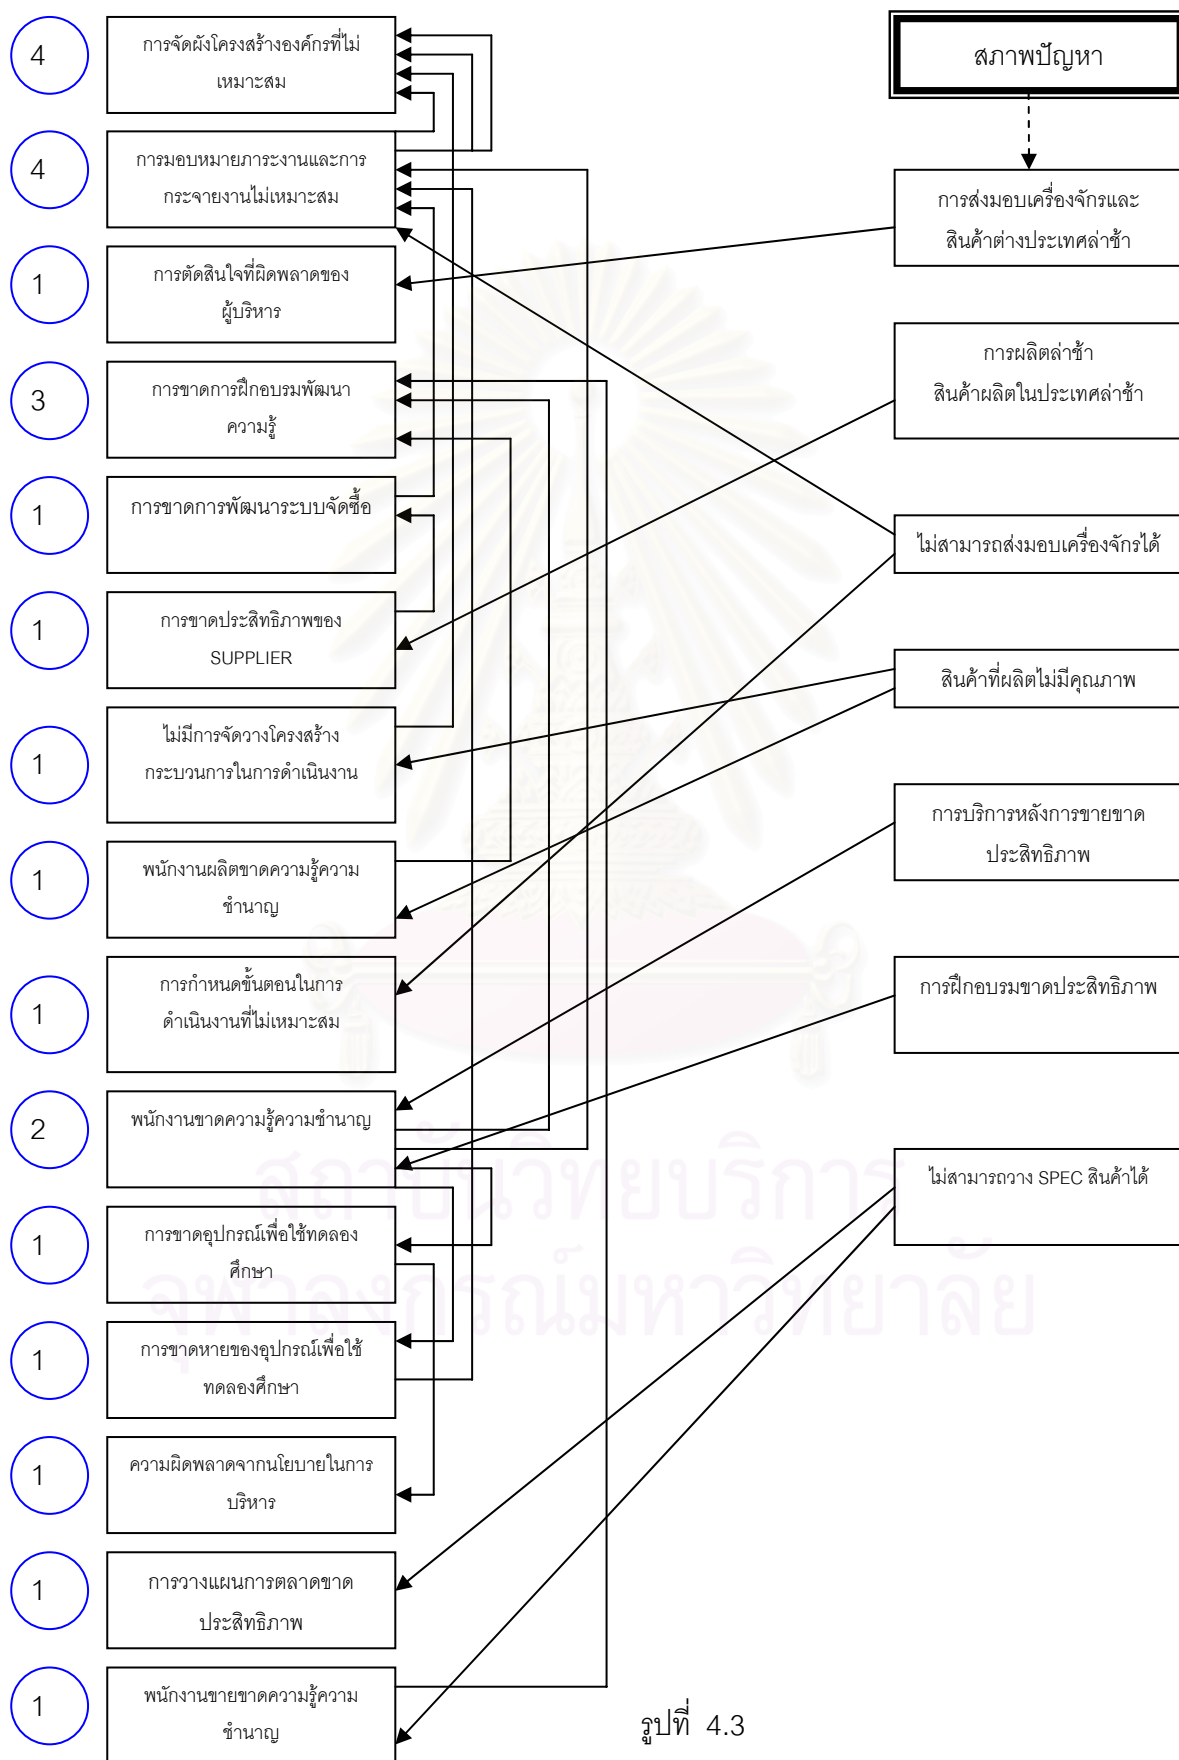 4
การจัดผังโครงสร้างองค์กรที่ไม่
เหมาะสม
4
การมอบหมายภาระงานและการ
กระจายงานไม่เหมาะสม
1
การตัดสินใจที่ผิดพลาดของ
ผู้บริหาร
3
การขาดการฝึกอบรมพัฒนา
ความรู้
1
การขาดการพัฒนาระบบจัดซื้อ
1
การขาดประสิทธิภาพของ
SUPPLIER
1
ไม่มีการจัดวางโครงสร้าง
กระบวนการในการดำเนินงาน
1
พนักงานผลิตขาดความรู้ความ
ชำนาญ
1
การกำหนดขั้นตอนในการ
ดำเนินงานที่ไม่เหมาะสม
2
พนักงานขาดความรู้ความชำนาญ
1
การขาดอุปกรณ์เพื่อใช้ทดลอง
ศึกษา
1
การขาดหายของอุปกรณ์เพื่อใช้
ทดลองศึกษา
1
ความผิดพลาดจากนโยบายในการ
บริหาร
1
การวางแผนการตลาดขาด
ประสิทธิภาพ
1
พนักงานขายขาดความรู้ความ
ชำนาญ
สภาพปัญหา
การส่งมอบเครื่องจักรและ
สินค้าต่างประเทศล่าช้า
การผลิตล่าช้า
สินค้าผลิตในประเทศล่าช้า
ไม่สามารถส่งมอบเครื่องจักรได้
สินค้าที่ผลิตไม่มีคุณภาพ
การบริการหลังการขายขาด
ประสิทธิภาพ
การฝึกอบรมขาดประสิทธิภาพ
ไม่สามารถวาง SPEC สินค้าได้
สถาบันวิทยบริการ
จุฬาลงกรณ์มหาวิทยาลัย
รูปที่ 4.3